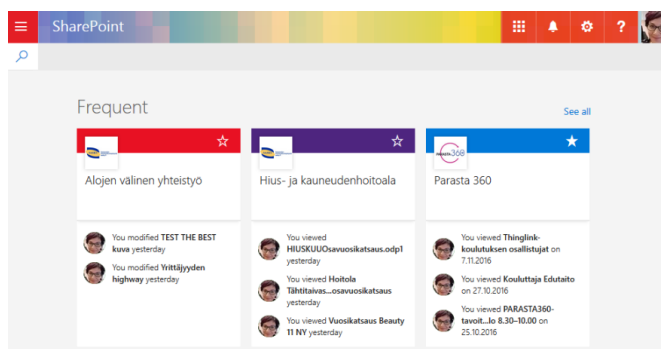 SharePoint
Frequent
See all
Alojen välinen yhteistyö
You modified TEST THE BEST
kuva yesterday
You modified Yrittäjyyden
highway yesterday
Hius- ja kauneudenhoitoala
You viewed
HIUSKUUOsavuosikatsaus.odp1
yesterday
You viewed Hoitola
Tähtitaivas...osavuosikatsaus
yesterday
You viewed Vuosikatsaus Beauty
11 NY yesterday
PARASTA 360
Parasta 360
You viewed Thinglink-
koulutuksen osallistujat on
7.11.2016
You viewed Kouluttaja Edutaito
on 27.10.2016
You viewed PARASTA360-
tavoit...lo 8.30–10.00 on
25.10.2016